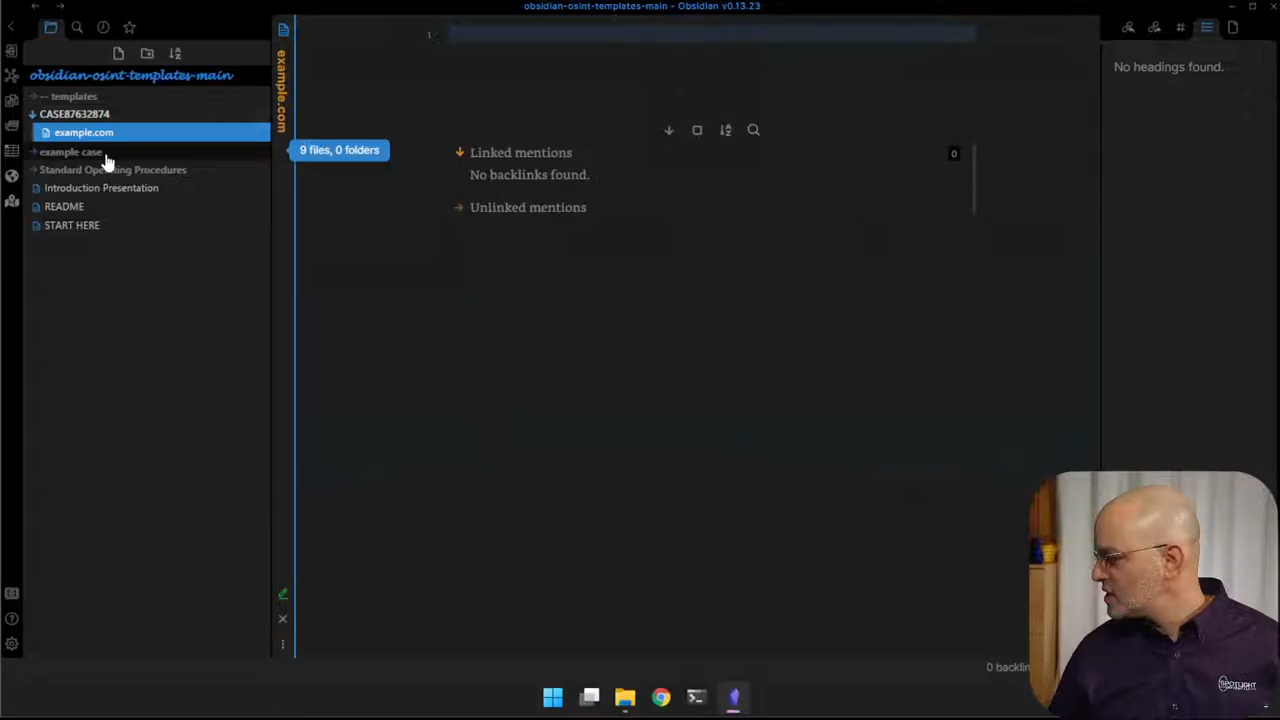 obsidian-osint-templates-main - Obsidian v0.13.23
obsidian-osint-templates-main
-- templates
CASE87632874
example.com
example case
Standard Operating Procedures
Introduction Presentation
README
START HERE
example.com
9 files, 0 folders
1
Linked mentions
0
No backlinks found.
Unlinked mentions
No headings found.
0 backlin
SPOTLIGHT